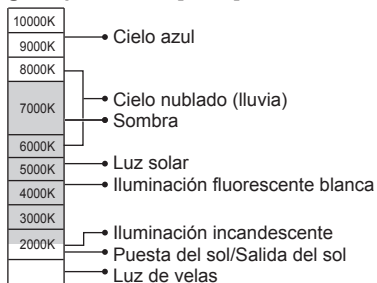 10000K
9000K
Cielo azul
8000K
7000K
Cielo nublado (lluvia)
Sombra
6000K
5000K
Luz solar
4000K
Iluminación fluorescente blanca
3000K
2000K
Iluminación incandescente
Puesta del sol/Salida del sol
Luz de velas